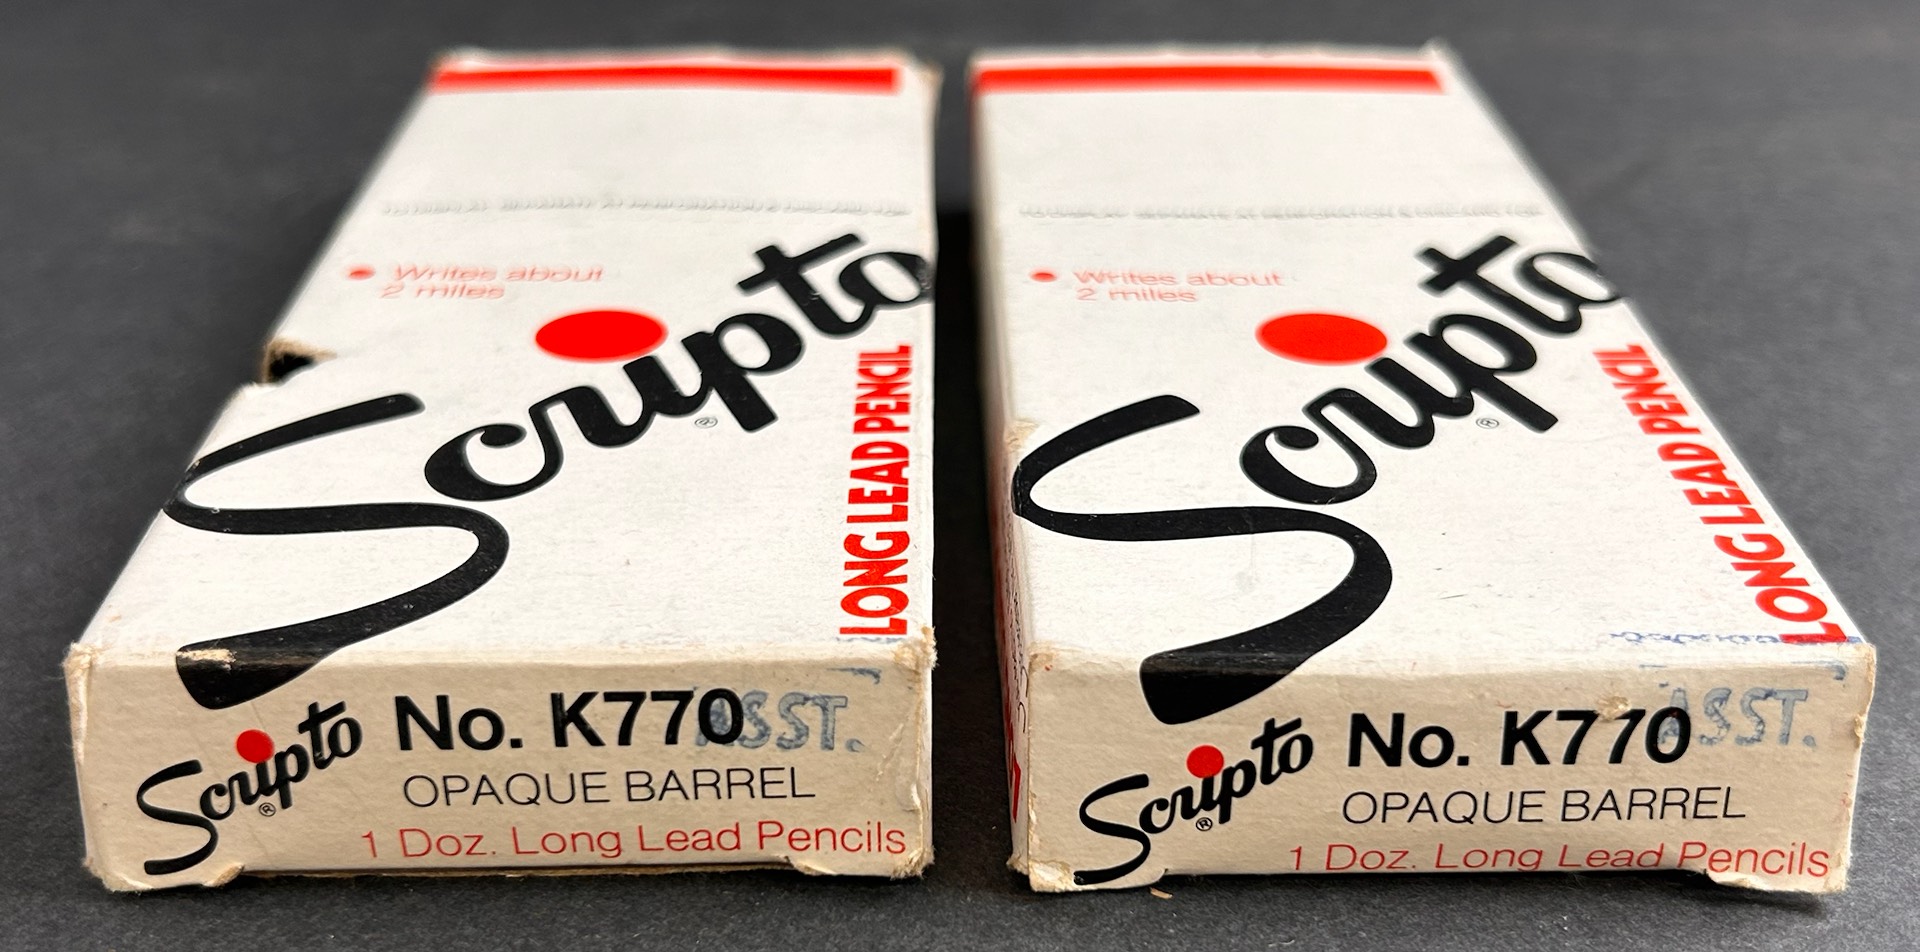 • Writes about
2 miles
Scripto®
LONG LEAD PENCIL
ASST.
Scripto®
No. K770
OPAQUE BARREL
1 Doz. Long Lead Pencils
• Writes about
2 miles
Scripto®
LONG LEAD PENCIL
ASST.
Scripto®
No. K770
OPAQUE BARREL
1 Doz. Long Lead Pencils